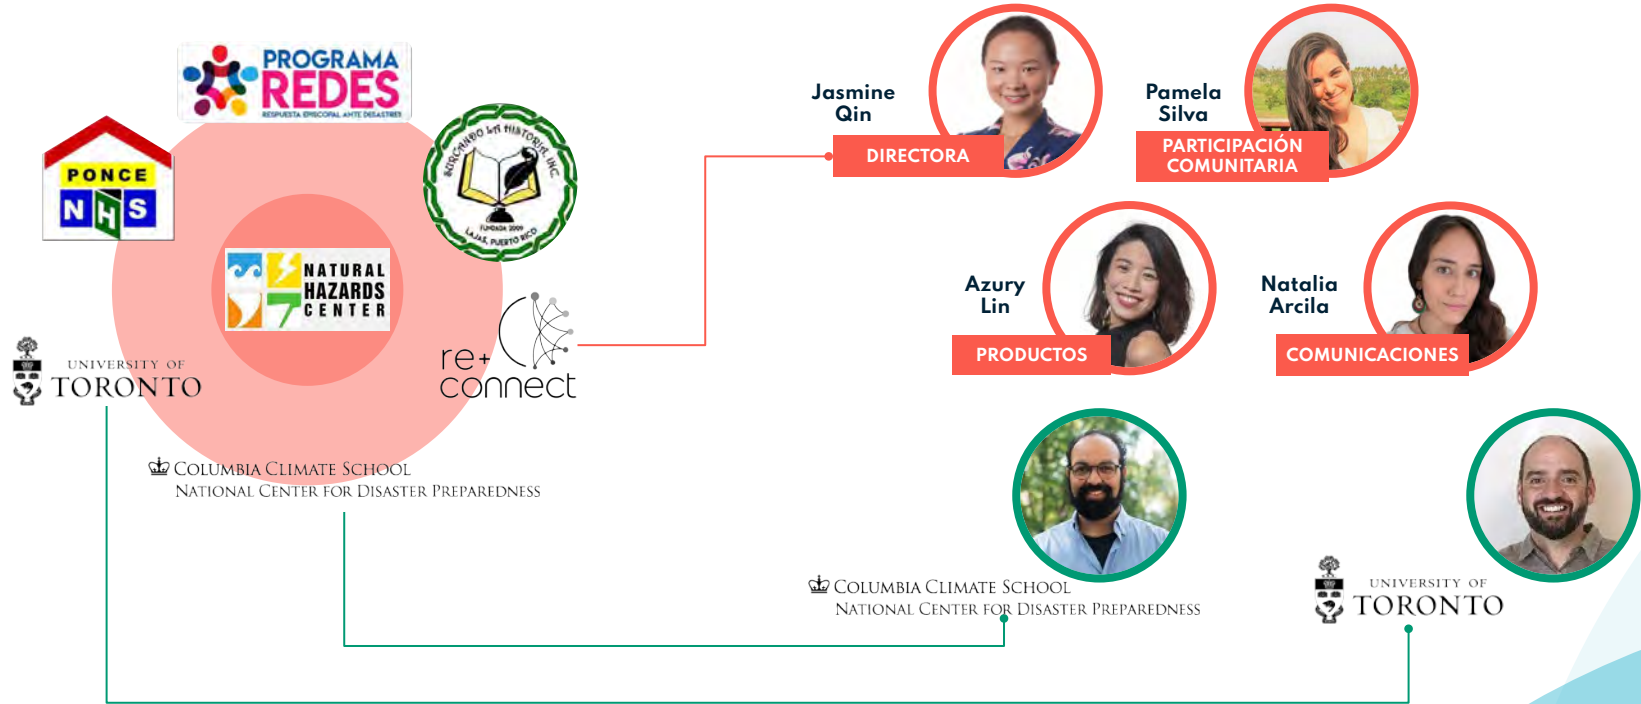 PROGRAMA
REDES
RESPUESTA EPISCOPAL ANTE DESASTRES
PONCE
NHS
BUSCANDO LA HISTORIA, INC.
FUNDADA 2009
LAJAS, PUERTO RICO
NATURAL
HAZARDS
CENTER
re+
connect
UNIVERSITY OF
TORONTO
COLUMBIA CLIMATE SCHOOL
NATIONAL CENTER FOR DISASTER PREPAREDNESS
Jasmine
Qin
DIRECTORA
Pamela
Silva
PARTICIPACIÓN
COMUNITARIA
Azury
Lin
PRODUCTOS
Natalia
Arcila
COMUNICACIONES
COLUMBIA CLIMATE SCHOOL
NATIONAL CENTER FOR DISASTER PREPAREDNESS
UNIVERSITY OF
TORONTO